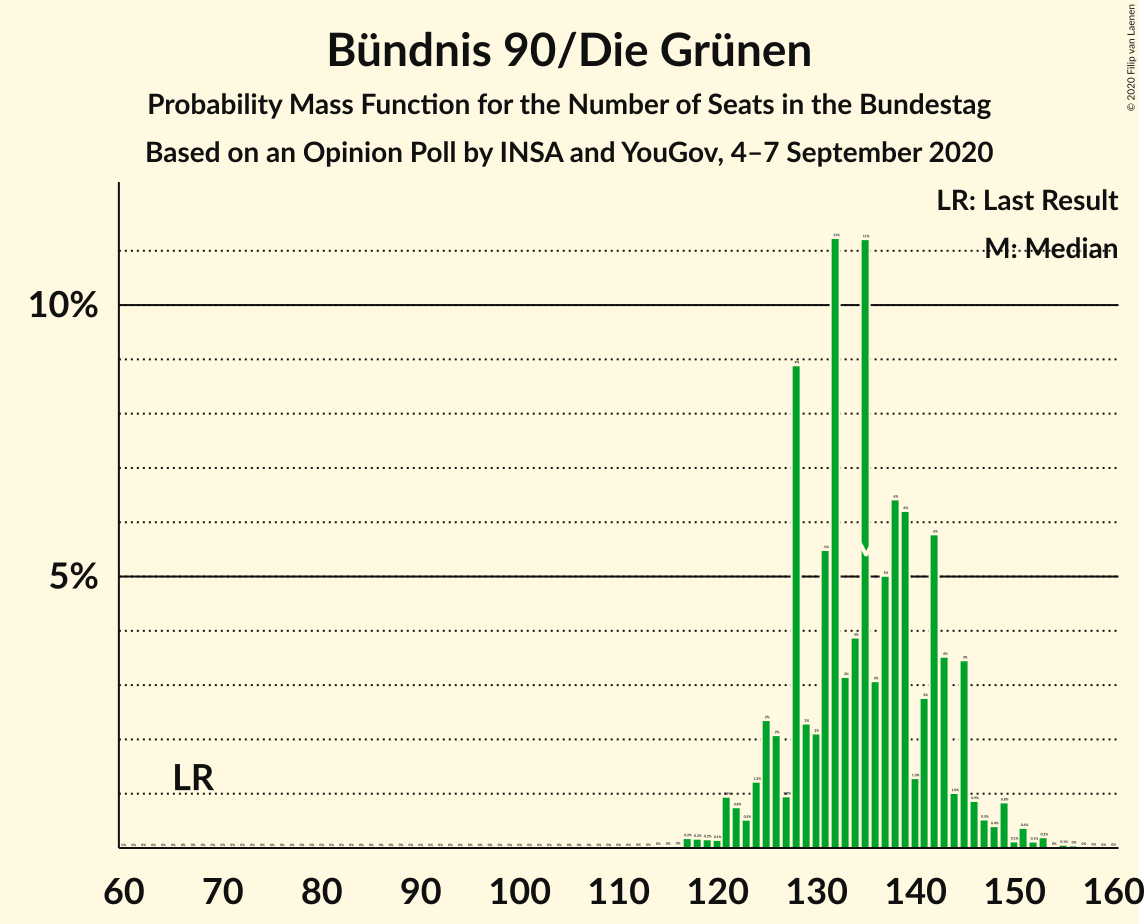 Bündnis 90/Die Grünen
Probability Mass Function for the Number of Seats in the Bundestag
Based on an Opinion Poll by INSA and YouGov, 4–7 September 2020
© 2020 Filip van Laenen
LR: Last Result
M: Median
10%
5%
LR
M
60 70 80 90 100 110 120 130 140 150 160